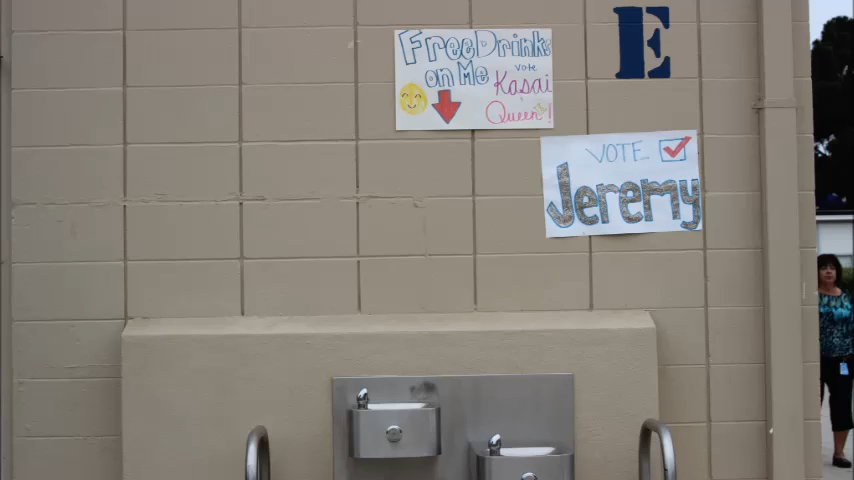 Free Drinks
on Me
Vote
Kasai
Queen!
E
VOTE
Jeremy